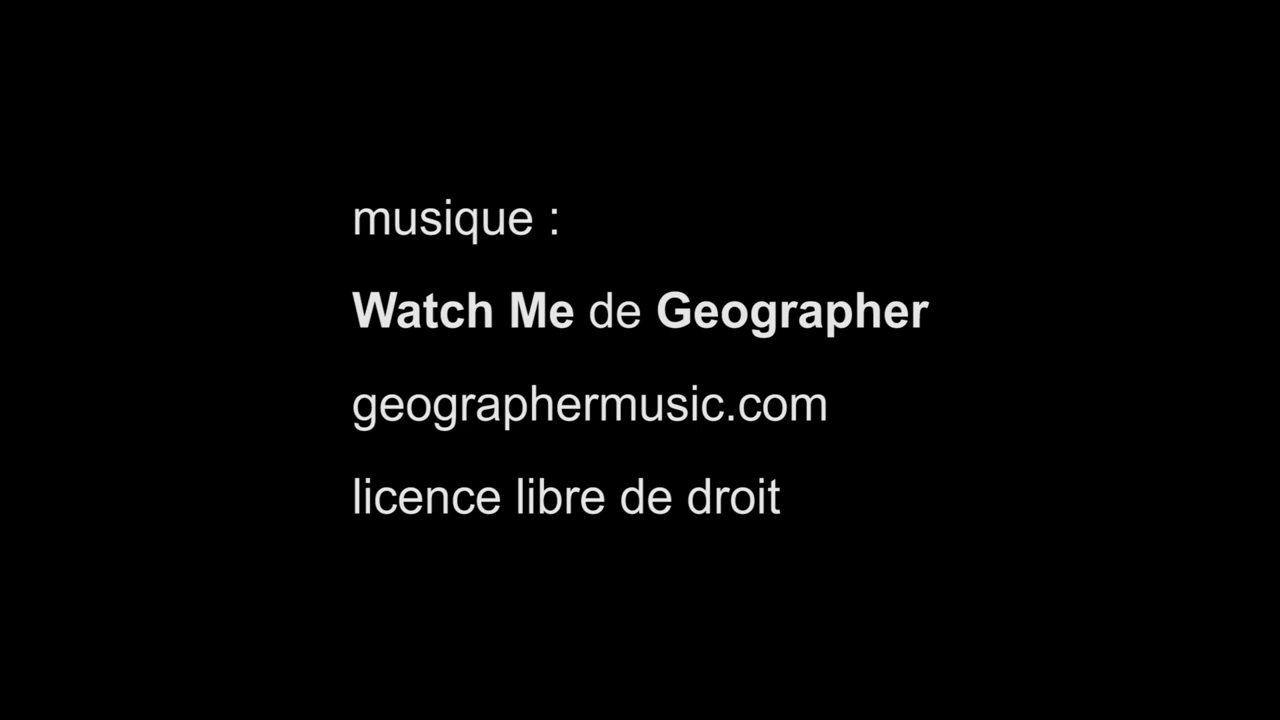 musique :
Watch Me de Geographer
geographermusic.com
licence libre de droit